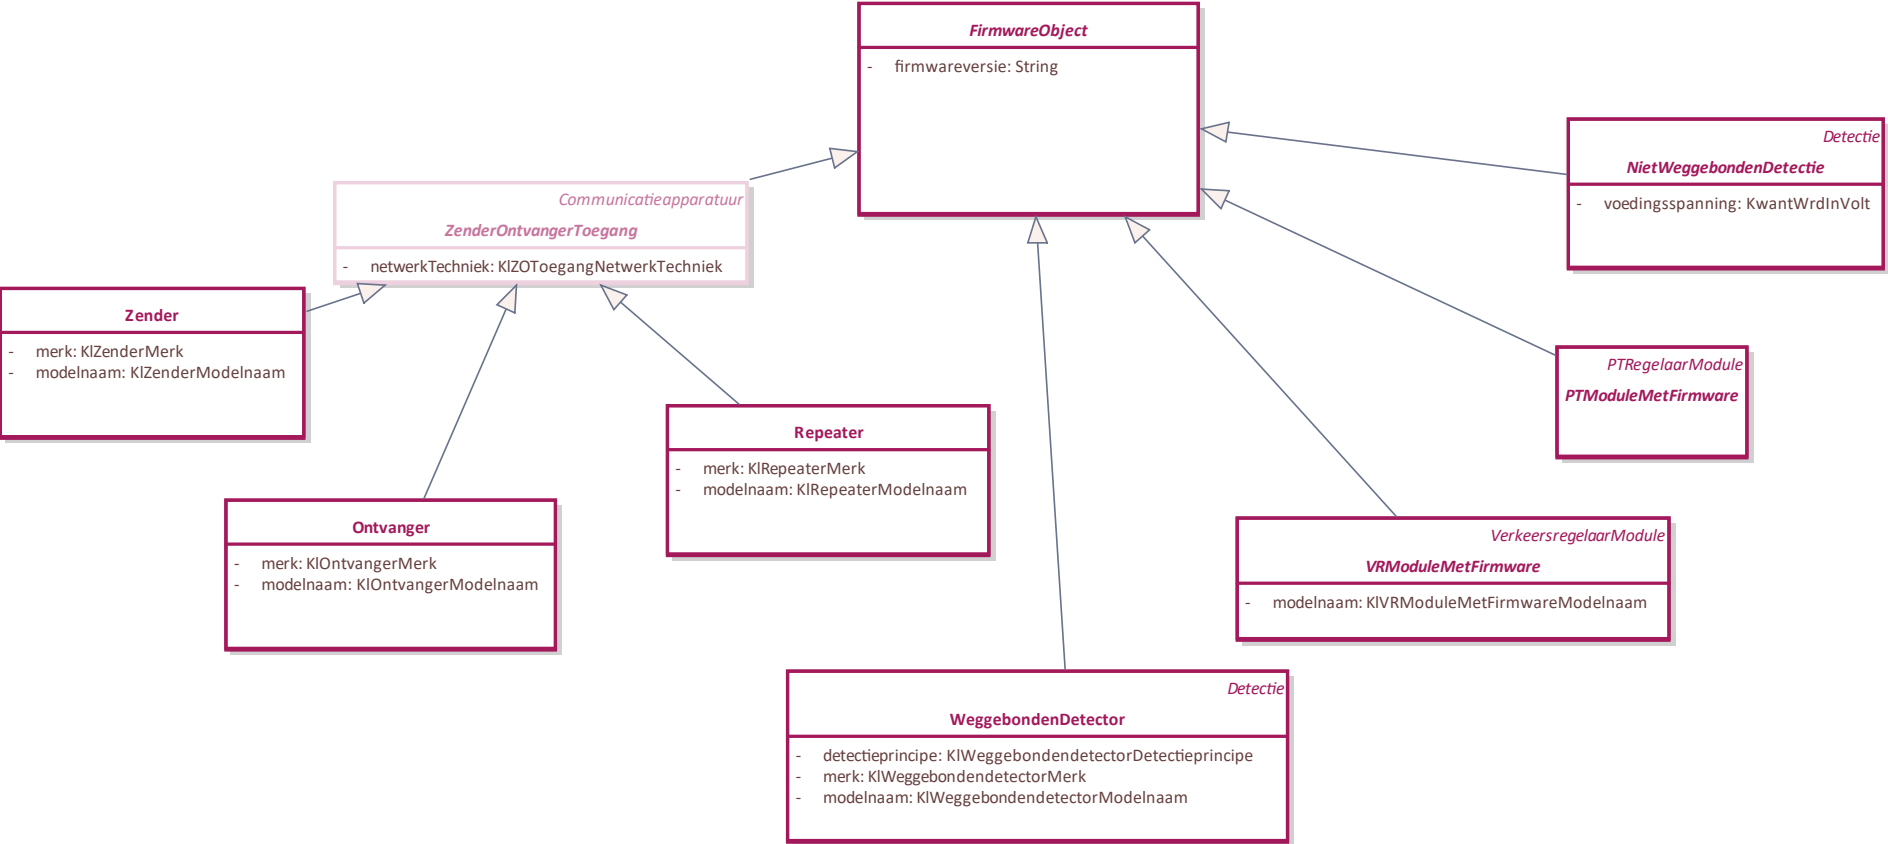 FirmwareObject
- firmwareversie: String
Detectie
NietWeggebondenDetectie
- voedingsspanning: KwantWrdInVolt
Communicatieapparatuur
ZenderOntvangerToegang
- netwerkTechniek: KlZOToegangNetwerkTechniek
Zender
- merk: KlZenderMerk
- modelnaam: KlZenderModelnaam
PTRegelaarModule
PTModuleMetFirmware
Repeater
- merk: KlRepeaterMerk
- modelnaam: KlRepeaterModelnaam
Ontvanger
- merk: KlOntvangerMerk
- modelnaam: KlOntvangerModelnaam
VerkeersregelaarModule
VRModuleMetFirmware
- modelnaam: KlVRModuleMetFirmwareModelnaam
Detectie
WeggebondenDetector
- detectieprincipe: KlWeggebondendetectorDetectieprincipe
- merk: KlWeggebondendetectorMerk
- modelnaam: KlWeggebondendetectorModelnaam